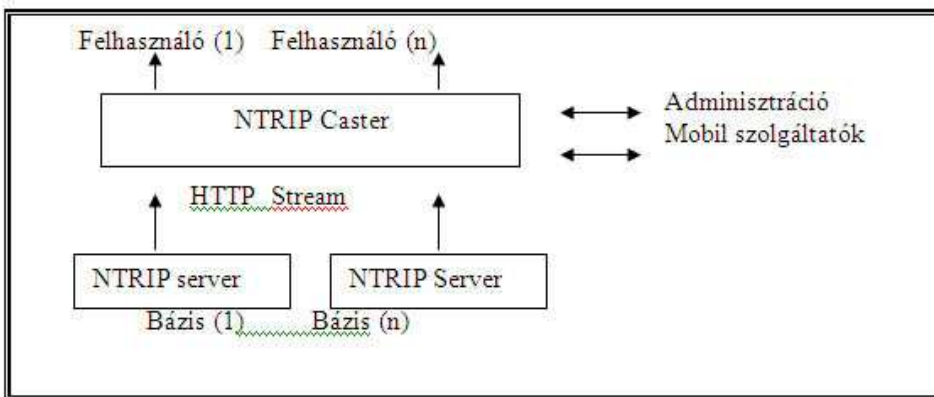 Felhasználó (1) Felhasználó (n)
NTRIP Caster
Adminisztráció
Mobil szolgáltatók
HTTP Stream
NTRIP server NTRIP Server
Bázis (1) Bázis (n)